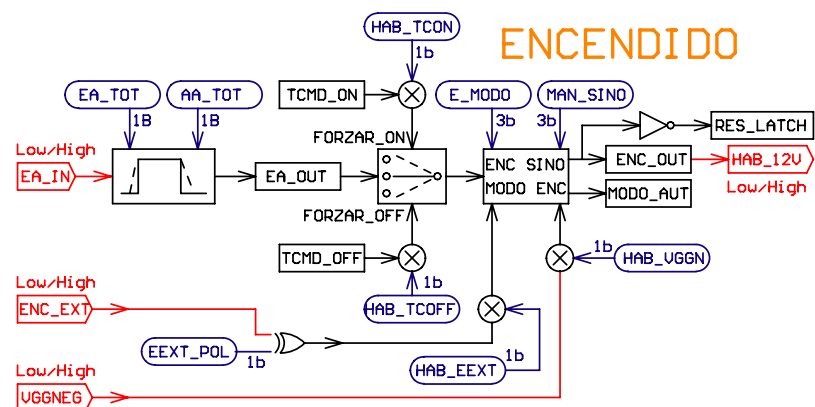 HAB_TCON
1b
ENCENDIDO
EA_TOT
AA_TOT
TCMD_ON
E_MODO
MAN_SINO
1B
1B
3b
3b
FORZAR_ON
RES_LATCH
Low/High
EA_IN
EA_OUT
ENC SINO
MODO ENC
ENC_OUT
HAB_12V
Low/High
MODO_AUT
FORZAR_OFF
TCMD_OFF
1b
HAB_VGGN
Low/High
1b
ENC_EXT
HAB_TCOFF
EEXT_POL
1b
1b
HAB_EEXT
Low/High
VGGNEG